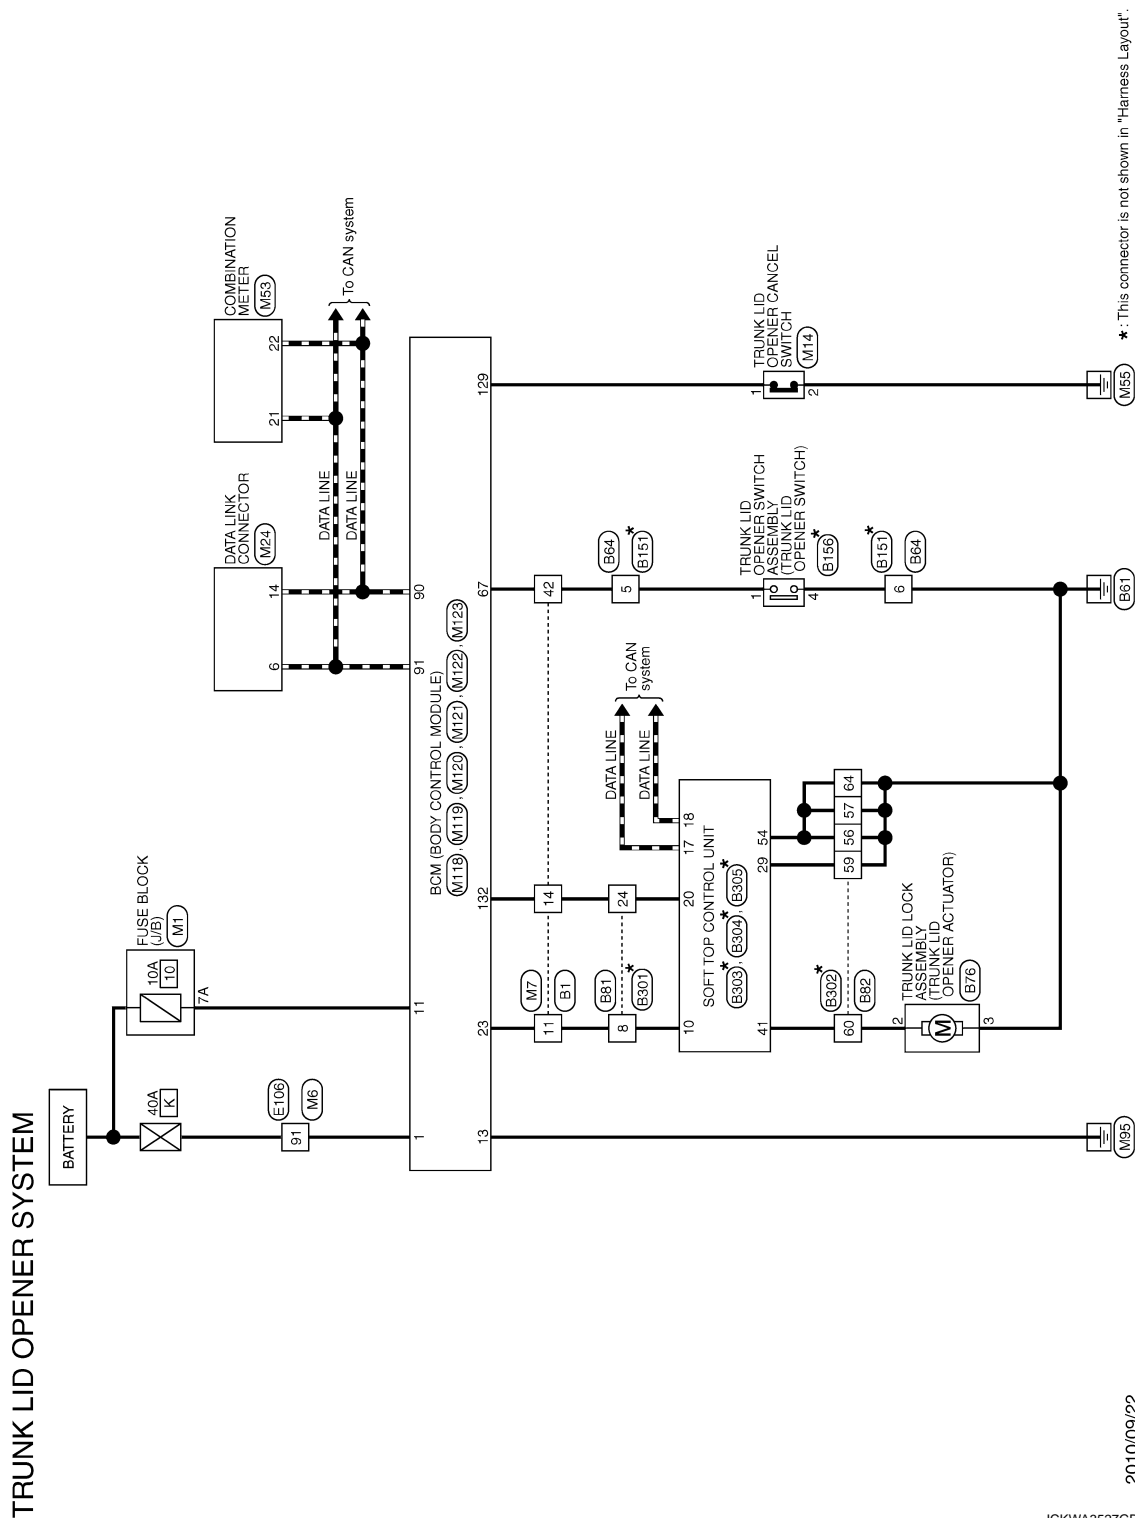 TRUNK LID OPENER SYSTEM
BATTERY
40A
K
E106
91
M6
FUSE BLOCK
(J/B)
M1
10A
10
7A
DATA LINK
CONNECTOR
M24
6
14
COMBINATION
METER
M53
21
22
DATA LINE
DATA LINE
To CAN system
1
11
91
90
BCM (BODY CONTROL MODULE)
M118 , M119 , M120 , M121 , M122 , M123
13
23
132
67
129
M7
B1
11
14
42
B81
B301 *
8
24
DATA LINE
DATA LINE
To CAN
system
10
20
17
18
SOFT TOP CONTROL UNIT
B303 * , B304 * , B305 *
41
29
54
B302 *
B82
60
59
56
57
64
TRUNK LID LOCK
ASSEMBLY
(TRUNK LID
OPENER ACTUATOR)
B76
2
M
3
B64
B151 *
5
TRUNK LID
OPENER SWITCH
ASSEMBLY
(TRUNK LID
OPENER SWITCH)
B156 *
1
4
B151 *
B64
6
TRUNK LID
OPENER CANCEL
SWITCH
M14
1
2
M95
B61
M55
* : This connector is not shown in "Harness Layout".
2010/09/22